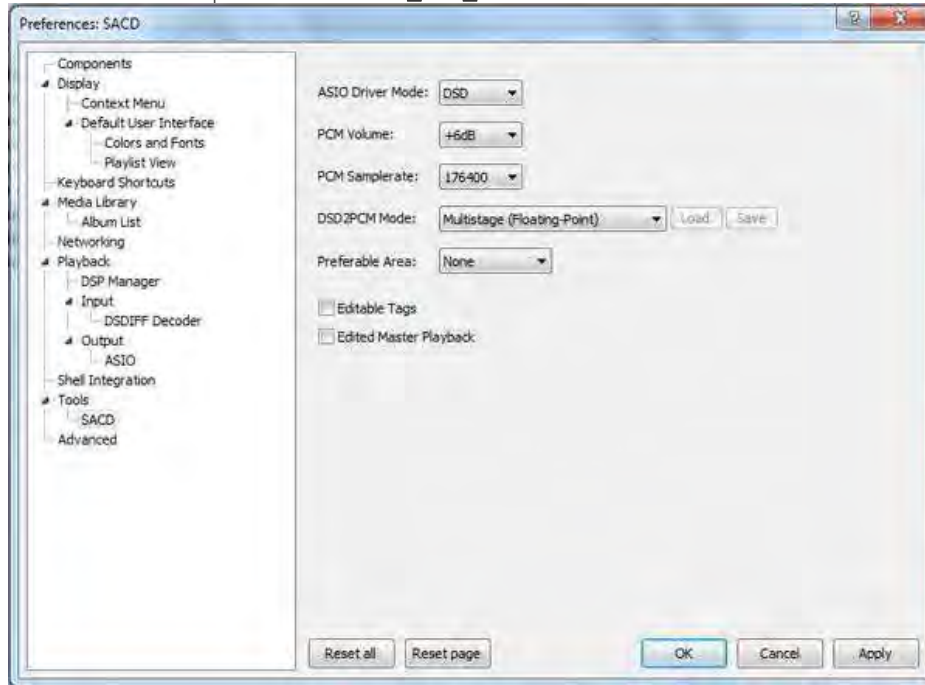 Preferences: SACD
Components
Display
Context Menu
Default User Interface
Colors and Fonts
Playlist View
Keyboard Shortcuts
Media Library
Album List
Networking
Playback
DSP Manager
Input
DSDIFF Decoder
Output
ASIO
Shell Integration
Tools
SACD
Advanced
ASIO Driver Mode: DSD
PCM Volume: +6dB
PCM Samplerate: 176400
DSD2PCM Mode: Multistage (Floating-Point) Load Save
Preferable Area: None
Editable Tags
Edited Master Playback
Reset all Reset page OK Cancel Apply